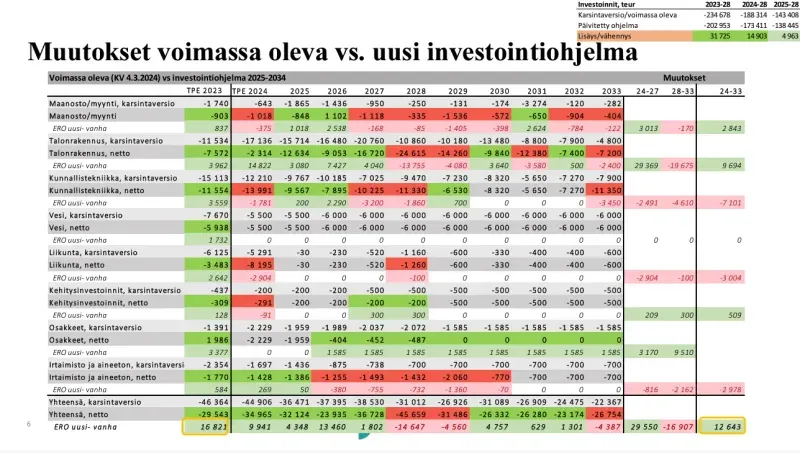 Investoinnit, teur 2023-28 2024-28 2025-28
Karsintaversio/voimassa oleva -234 678 -188 314 -143 408
Päivitetty ohjelma -202 953 -173 411 -138 445
Lisäys/vähennys 31 725 14 903 4 963
Muutokset voimassa oleva vs. uusi investointiohjelma
Voimassa oleva (KV 4.3.2024) vs investointiohjelma 2025-2034 Muutokset
TPE 2023 TPE 2024 2025 2026 2027 2028 2029 2030 2031 2032 2033 24-27 28-33 24-33
Maanosto/myynti, karsintaversio -1 740 -643 -1 865 -1 436 -950 -250 -131 -174 -3 274 -120 -282
Maanosto/myynti -903 -1 018 -848 1 102 -1 118 -335 -1 536 -572 -650 -904 -404
ERO uusi- vanha 837 -375 1 018 2 538 -168 -85 -1 405 -398 2 624 -784 -122 3 013 -170 2 843
Talonrakennus, karsintaversio -11 534 -17 136 -15 714 -16 480 -20 760 -10 860 -10 180 -13 480 -8 800 -7 900 -4 800
Talonrakennus, netto -7 572 -2 314 -12 634 -9 053 -16 720 -24 615 -14 260 -9 840 -12 380 -7 400 -7 200
ERO uusi- vanha 3 962 14 822 3 080 7 427 4 040 -13 755 -4 080 3 640 -3 580 500 -2 400 29 369 -19 675 9 694
Kunnallistekniikka, karsintaversio -15 113 -12 210 -9 767 -10 185 -7 025 -9 470 -7 230 -8 320 -5 650 -7 270 -7 900
Kunnallistekniikka, netto -11 554 -13 991 -9 567 -7 895 -10 225 -11 330 -6 530 -8 320 -5 650 -7 270 -11 350
ERO uusi- vanha 3 559 -1 781 200 2 290 -3 200 -1 860 700 0 0 0 -3 450 -2 491 -4 610 -7 101
Vesi, karsintaversio -7 670 -5 500 -5 500 -6 000 -6 000 -6 000 -6 000 -6 000 -6 000 -6 000 -6 000
Vesi, netto -5 938 -5 500 -5 500 -6 000 -6 000 -6 000 -6 000 -6 000 -6 000 -6 000 -6 000
ERO uusi- vanha 1 732 0 0 0 0 0 0 0 0 0 0 0 0 0
Liikunta, karsintaversio -6 125 -5 291 -30 -230 -520 -1 160 -600 -330 -400 -400 -600
Liikunta, netto -3 483 -8 195 -30 -230 -520 -1 260 -600 -330 -400 -400 -600
ERO uusi- vanha 2 642 -2 904 0 0 0 -100 0 0 0 0 0 -2 904 -100 -3 004
Kehitysinvestoinnit, karsintaversio -437 -200 -200 -500 -500 -500 -500 -500 -500 -500 -500
Kehitysinvestoinnit, netto -309 -291 -200 -200 -200 -500 -500 -500 -500 -500
ERO uusi- vanha 128 -91 0 0 300 300 0 0 0 0 0 209 300 509
Osakkeet, karsintaversio -1 391 -2 229 -1 959 -1 989 -2 037 -2 072 -1 585 -1 585 -1 585 -1 585 -1 585
Osakkeet, netto 1 986 -2 229 -1 959 -404 -452 -487 0 0 0 0 0
ERO uusi- vanha 3 377 0 0 1 585 1 585 1 585 1 585 1 585 1 585 1 585 1 585 3 170 9 510
Irtaimisto ja aineeton, karsintaversi -2 354 -1 697 -1 436 -875 -738 -700 -700 -700 -700 -700 -700
Irtaimisto ja aineeton, netto -1 770 -1 428 -1 386 -1 255 -1 493 -1 432 -2 060 -770 -700 -700 -700
ERO uusi- vanha 584 269 50 -380 -755 -732 -1 360 -70 0 0 0 -816 -2 162 -2 978
Yhteensä, karsintaversio -46 364 -44 906 -36 471 -37 395 -38 530 -31 012 -26 926 -31 089 -26 909 -24 475 -22 367
Yhteensä, netto -29 543 -34 965 -32 124 -23 935 -36 728 -45 659 -31 486 -26 332 -26 280 -23 174 -26 754
ERO uusi- vanha 16 821 9 941 4 348 13 460 1 802 -14 647 -4 560 4 757 629 1 301 -4 387 29 550 -16 907 12 643
6